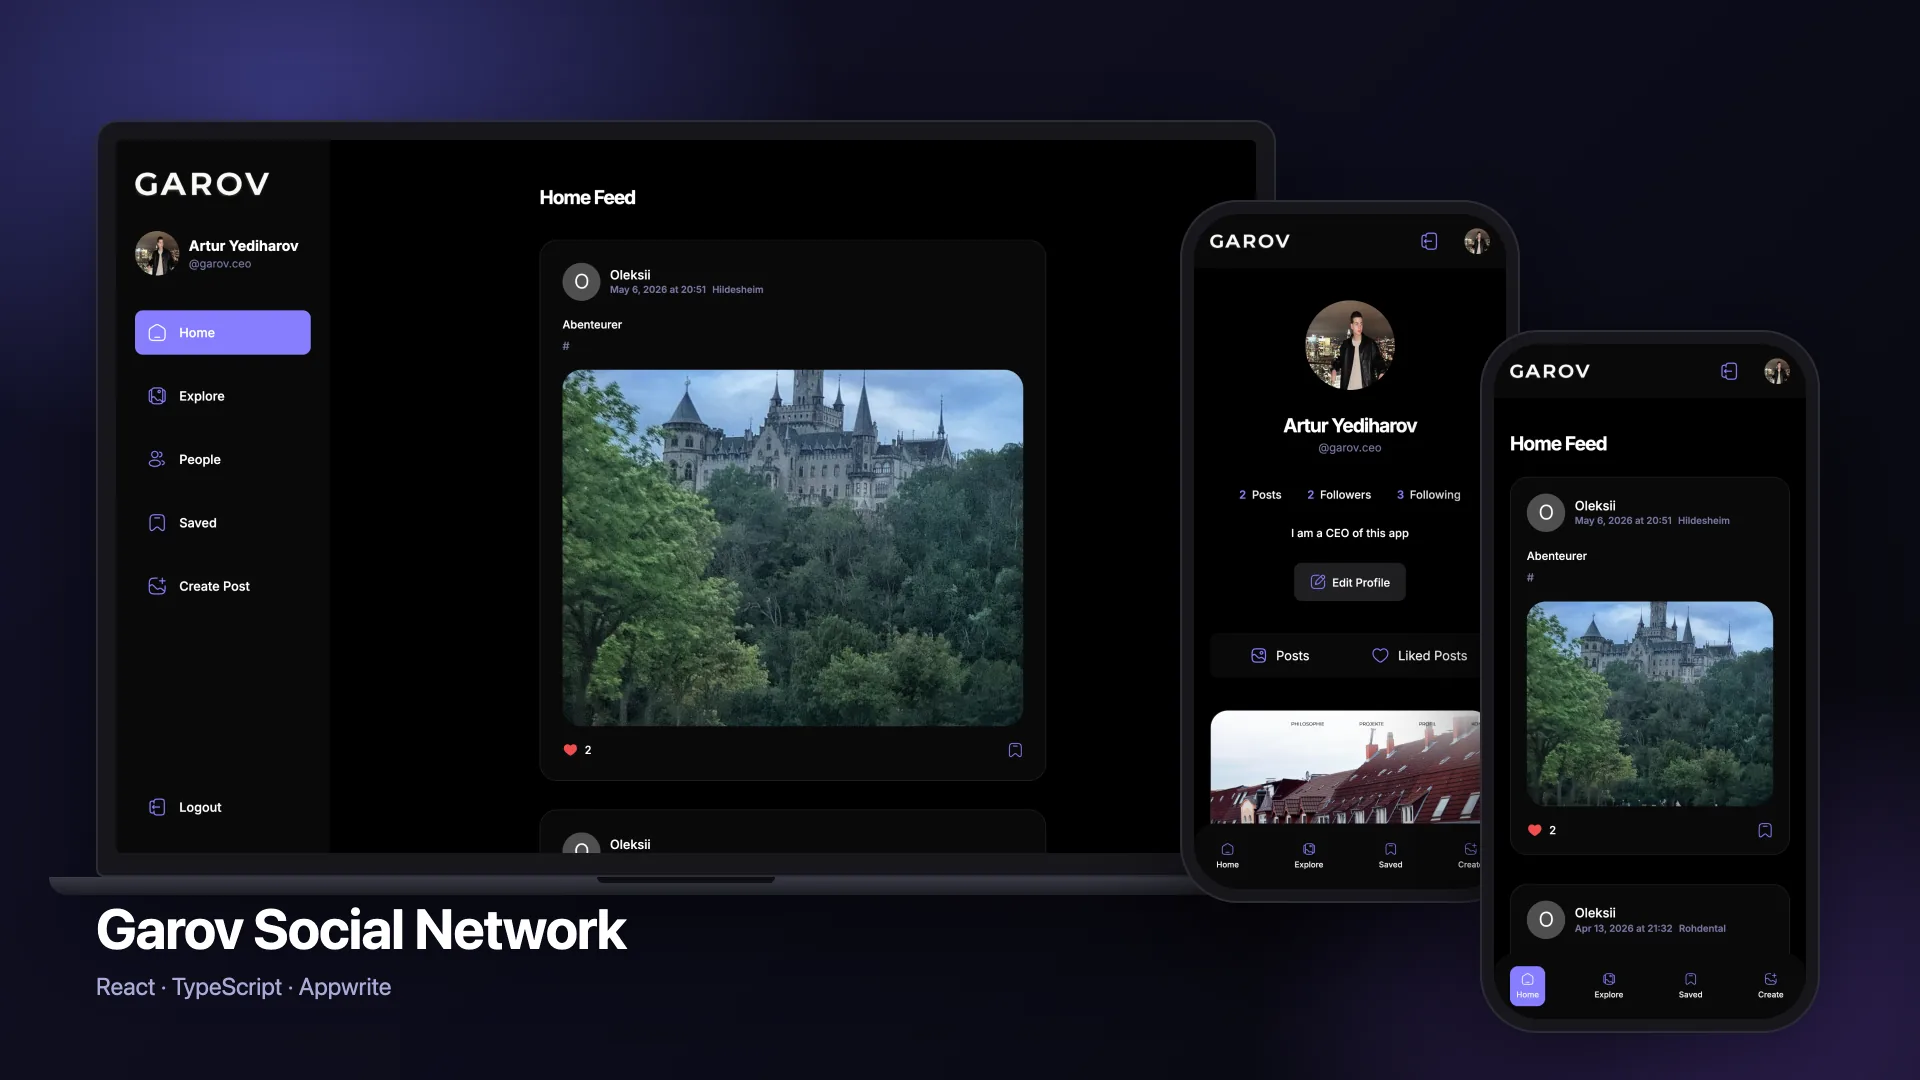 GAROV
Artur Yediharov
@garov.ceo
Home
Explore
People
Saved
Create Post
Logout
Home Feed
O
Oleksii
May 6, 2026 at 20:51 Hildesheim
Abenteurer
#
2
Oleksii
GAROV
Artur Yediharov
@garov.ceo
2 Posts 2 Followers 3 Following
I am a CEO of this app
Edit Profile
Posts Liked Posts
PHILOSOPHIE PROJEKTE PROFIL
Home Explore Saved Create
GAROV
Home Feed
O
Oleksii
May 6, 2026 at 20:51 Hildesheim
Abenteurer
#
2
O
Oleksii
Apr 13, 2026 at 21:32 Rohdental
Home Explore Saved Create
Garov Social Network
React · TypeScript · Appwrite